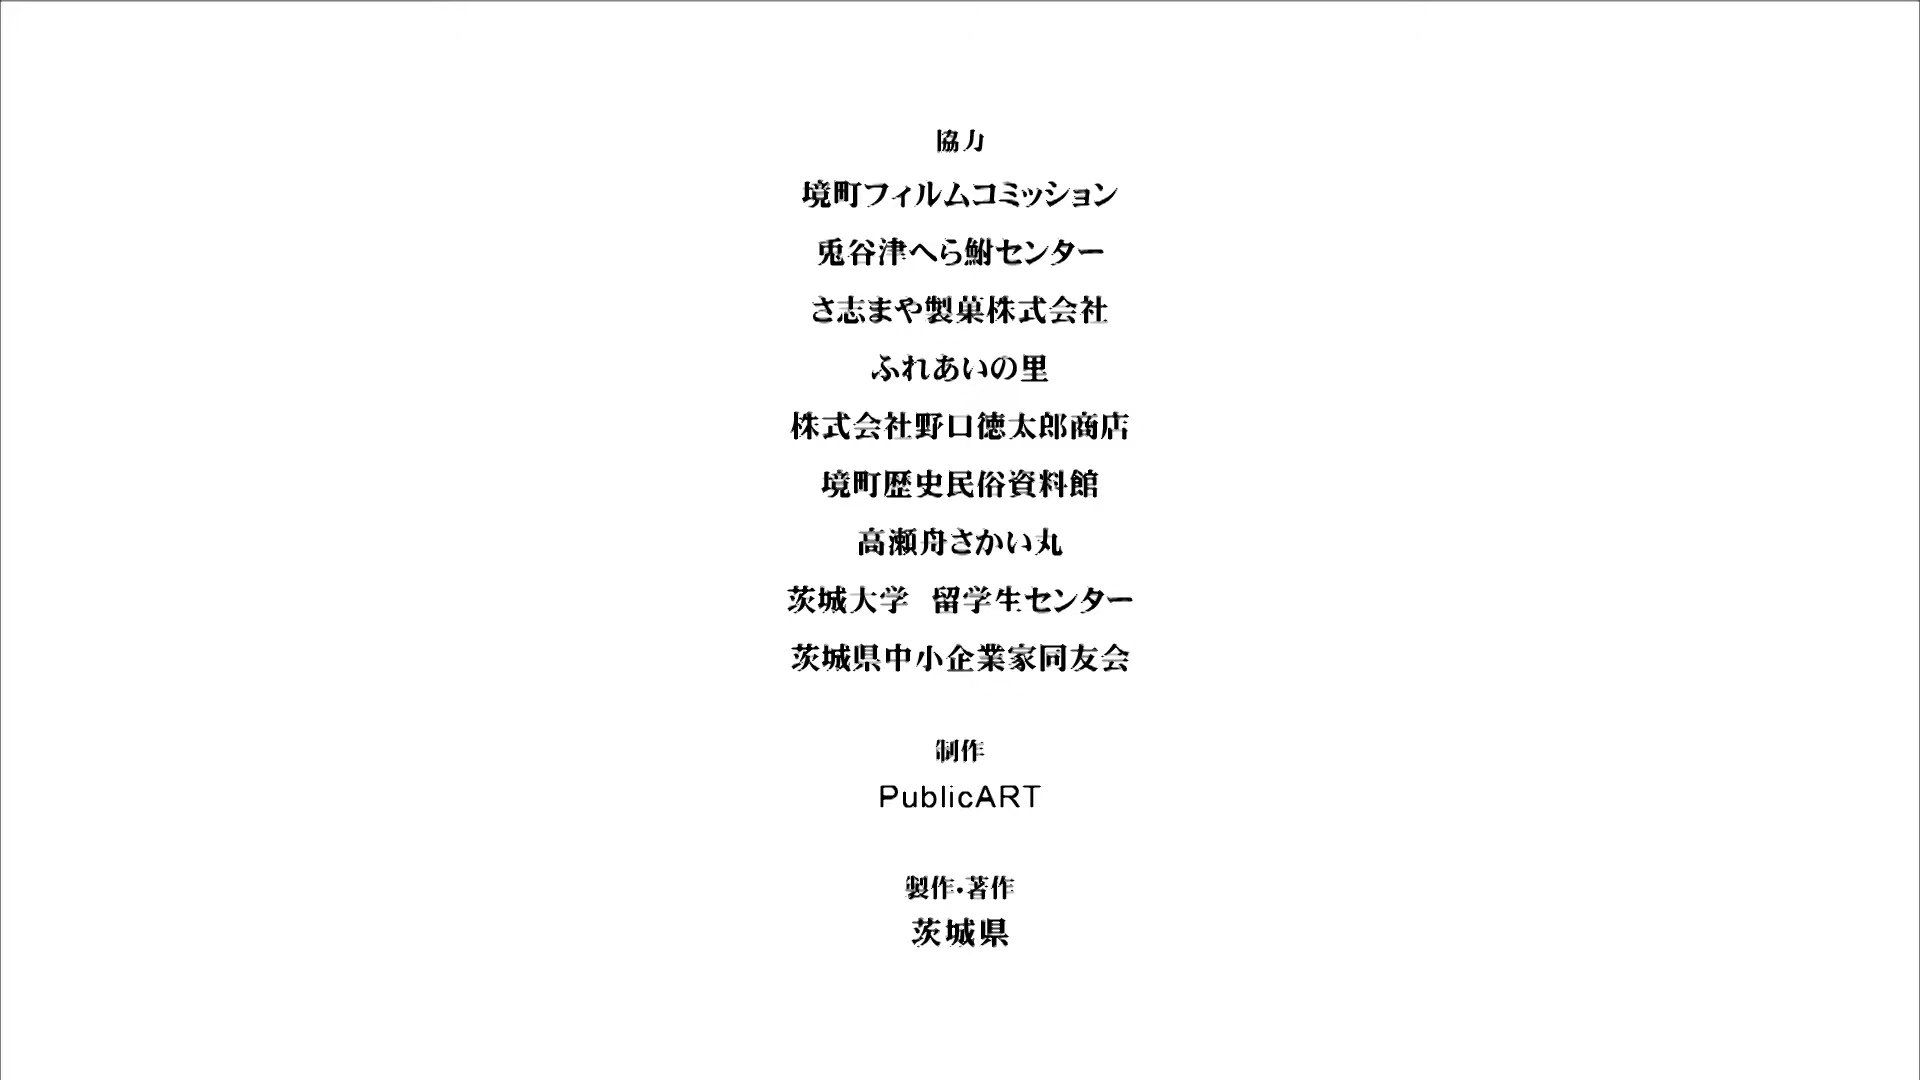 協力
境町フィルムコミッション
兎谷津へら鮒センター
さ志まや製菓株式会社
ふれあいの里
株式会社野口徳太郎商店
境町歴史民俗資料館
高瀬舟さかい丸
茨城大学　留学生センター
茨城県中小企業家同友会
制作
PublicART
製作・著作
茨城県